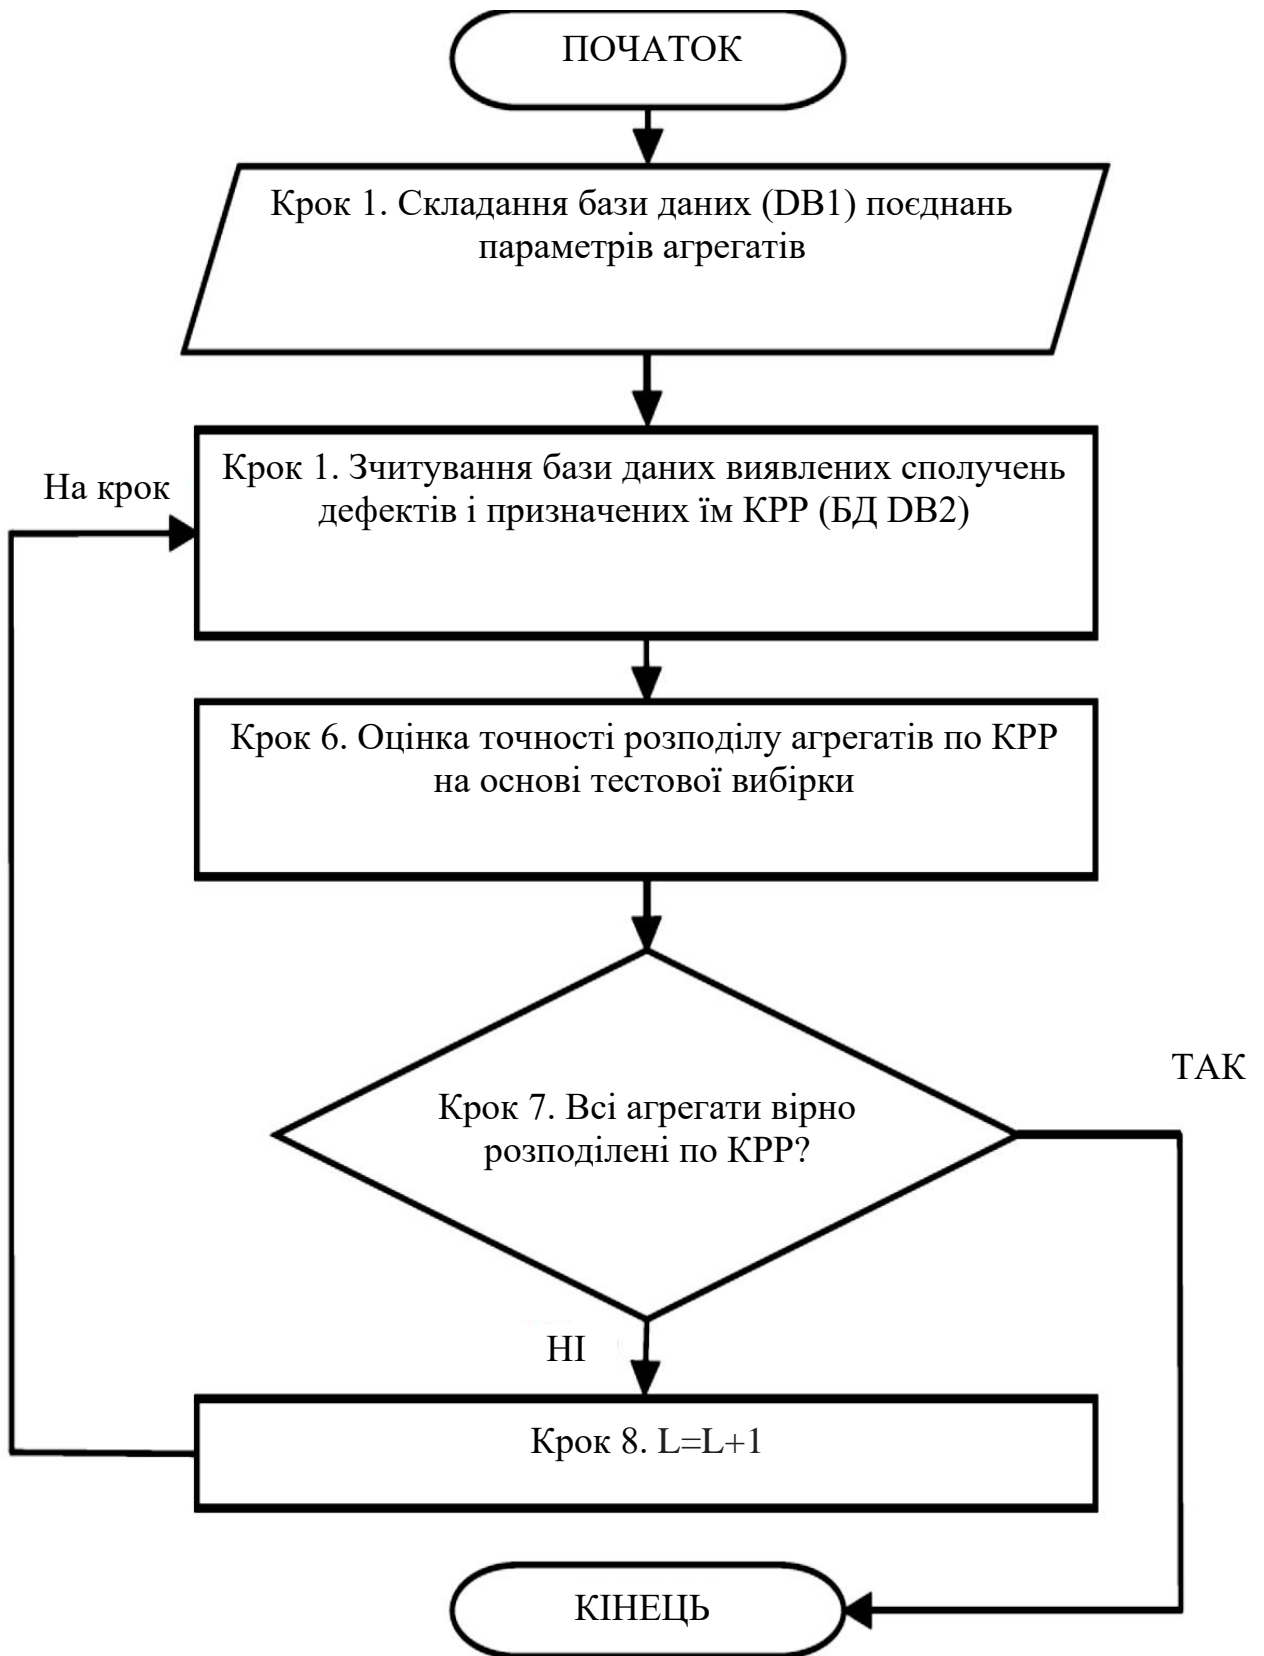 ПОЧАТОК
Крок 1. Складання бази даних (DB1) поєднань
параметрів агрегатів
На крок
Крок 1. Зчитування бази даних виявлених сполучень
дефектів і призначених їм КРР (БД DB2)
Крок 6. Оцінка точності розподілу агрегатів по КРР
на основі тестової вибірки
ТАК
Крок 7. Всі агрегати вірно
розподілені по КРР?
НІ
Крок 8. L=L+1
КІНЕЦЬ